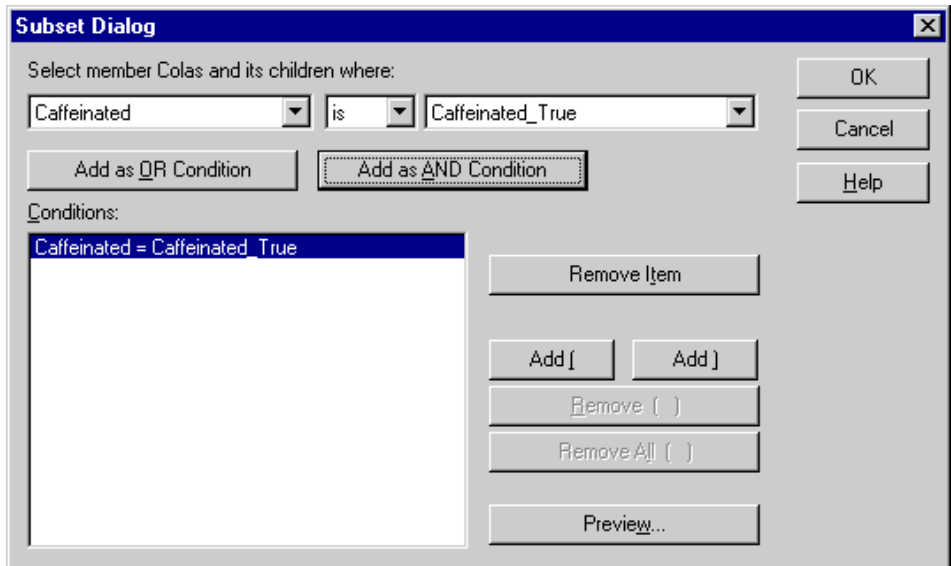 Subset Dialog
Select member Colas and its children where:
OK
Caffeinated is Caffeinated_True
Cancel
Add as OR Condition Add as AND Condition
Help
Conditions:
Caffeinated = Caffeinated_True
Remove Item
Add ( Add )
Remove ( )
Remove All ( )
Preview...